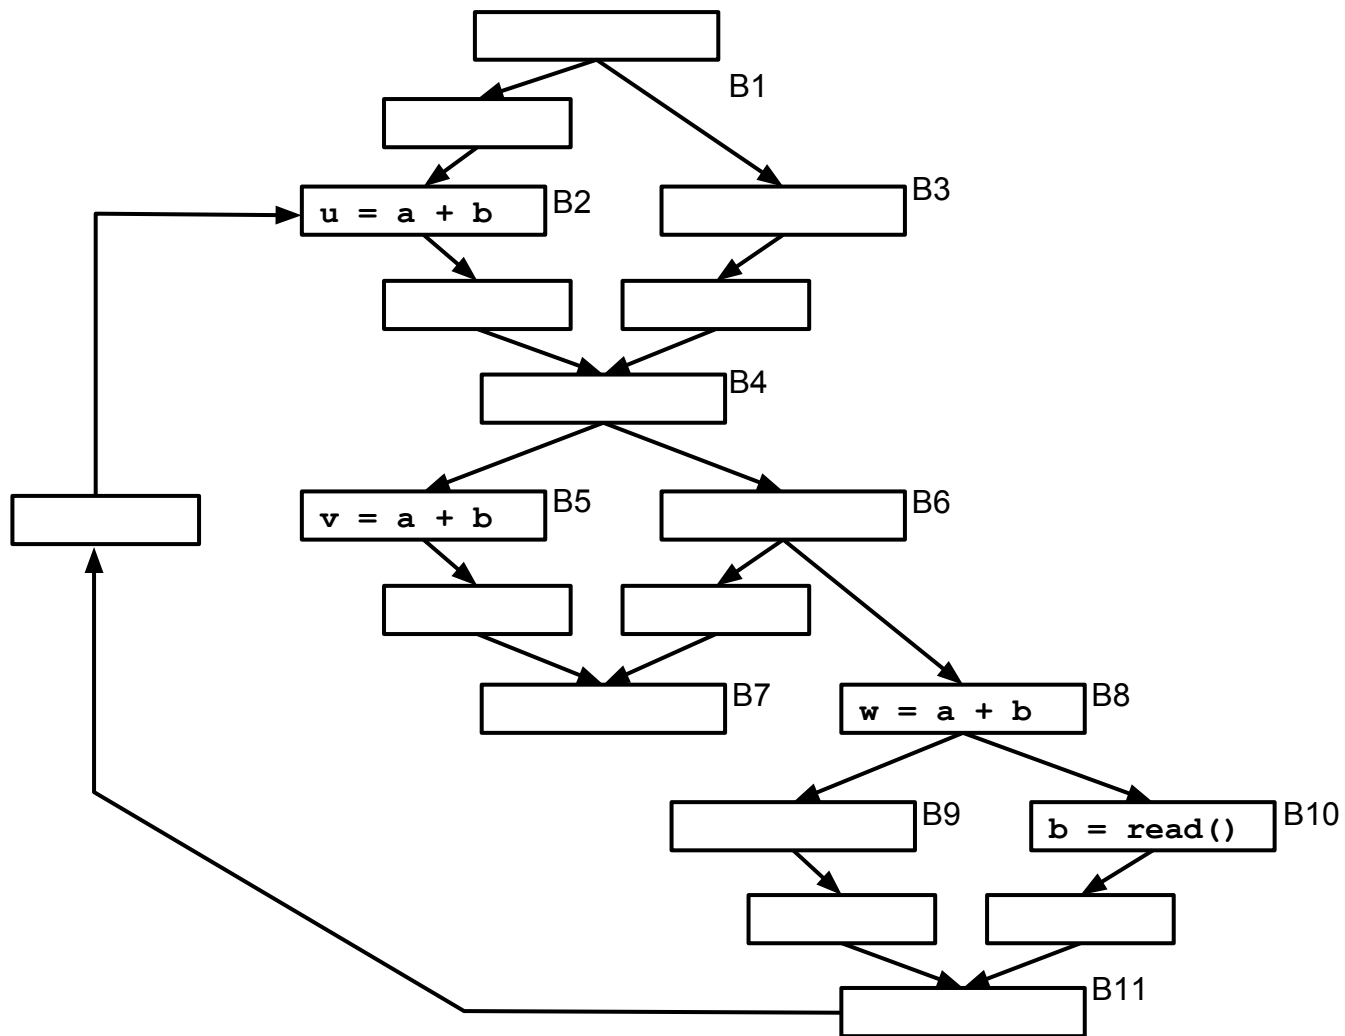 B1
u = a + b
B2
B3
B4
v = a + b
B5
B6
B7
w = a + b
B8
B9
b = read()
B10
B11